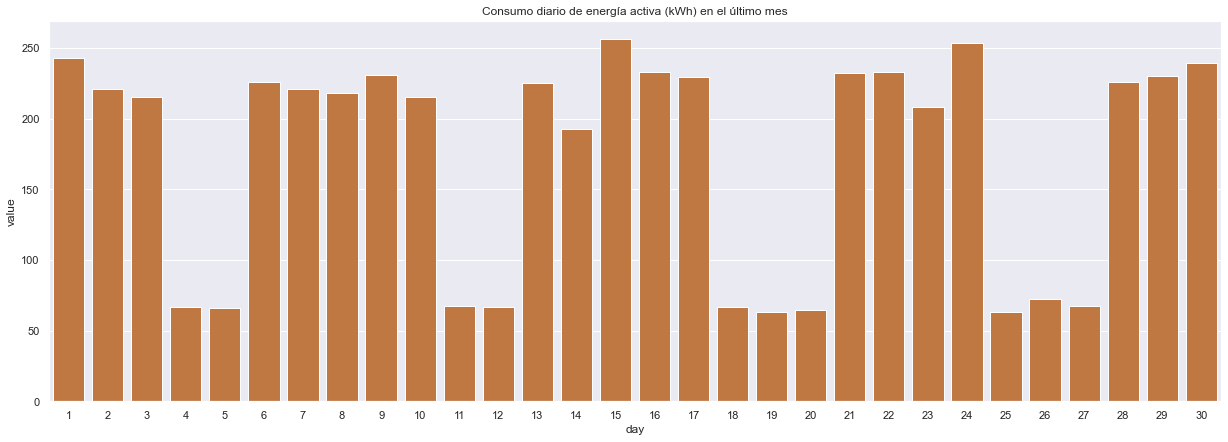 Consumo diario de energía activa (kWh) en el último mes
250
200
150
100
50
0
value
1 2 3 4 5 6 7 8 9 10 11 12 13 14 15 16 17 18 19 20 21 22 23 24 25 26 27 28 29 30
day